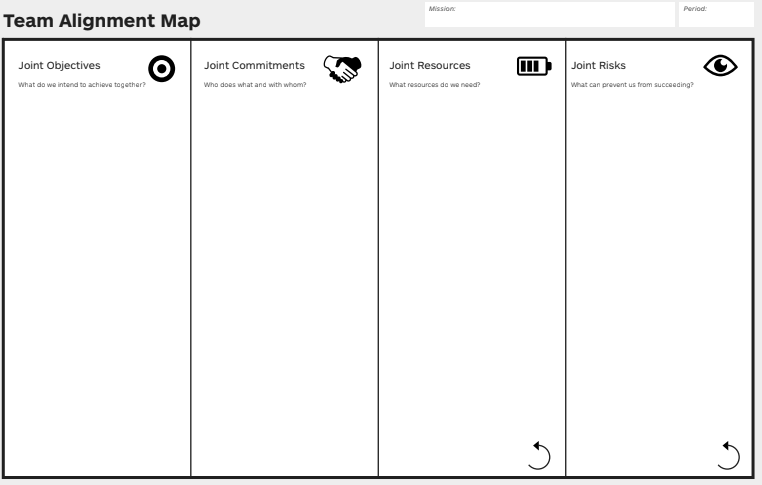 Team Alignment Map
Mission:
Period:
Joint Objectives
What do we intend to achieve together?
Joint Commitments
Who does what and with whom?
Joint Resources
What resources do we need?
Joint Risks
What can prevent us from succeeding?